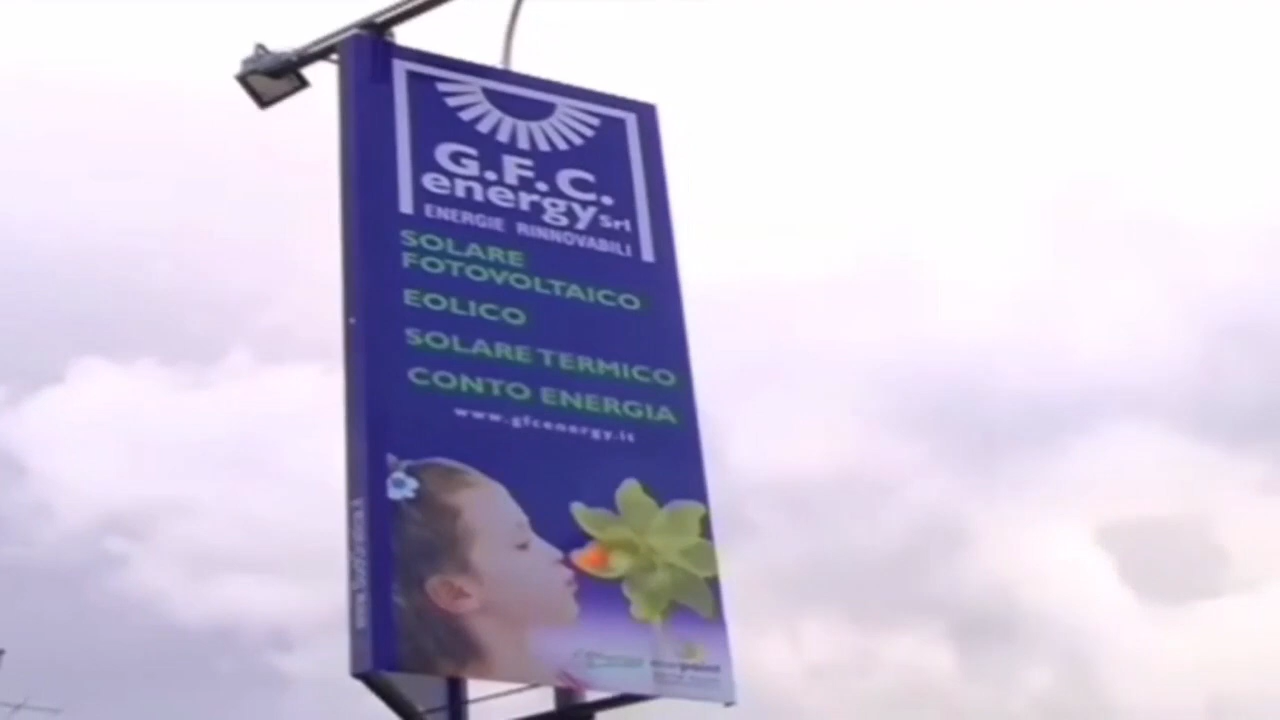 G.F.C.
energy Srl
ENERGIE RINNOVABILI
SOLARE
FOTOVOLTAICO
EOLICO
SOLARE TERMICO
CONTO ENERGIA
www.gfcenergy.it